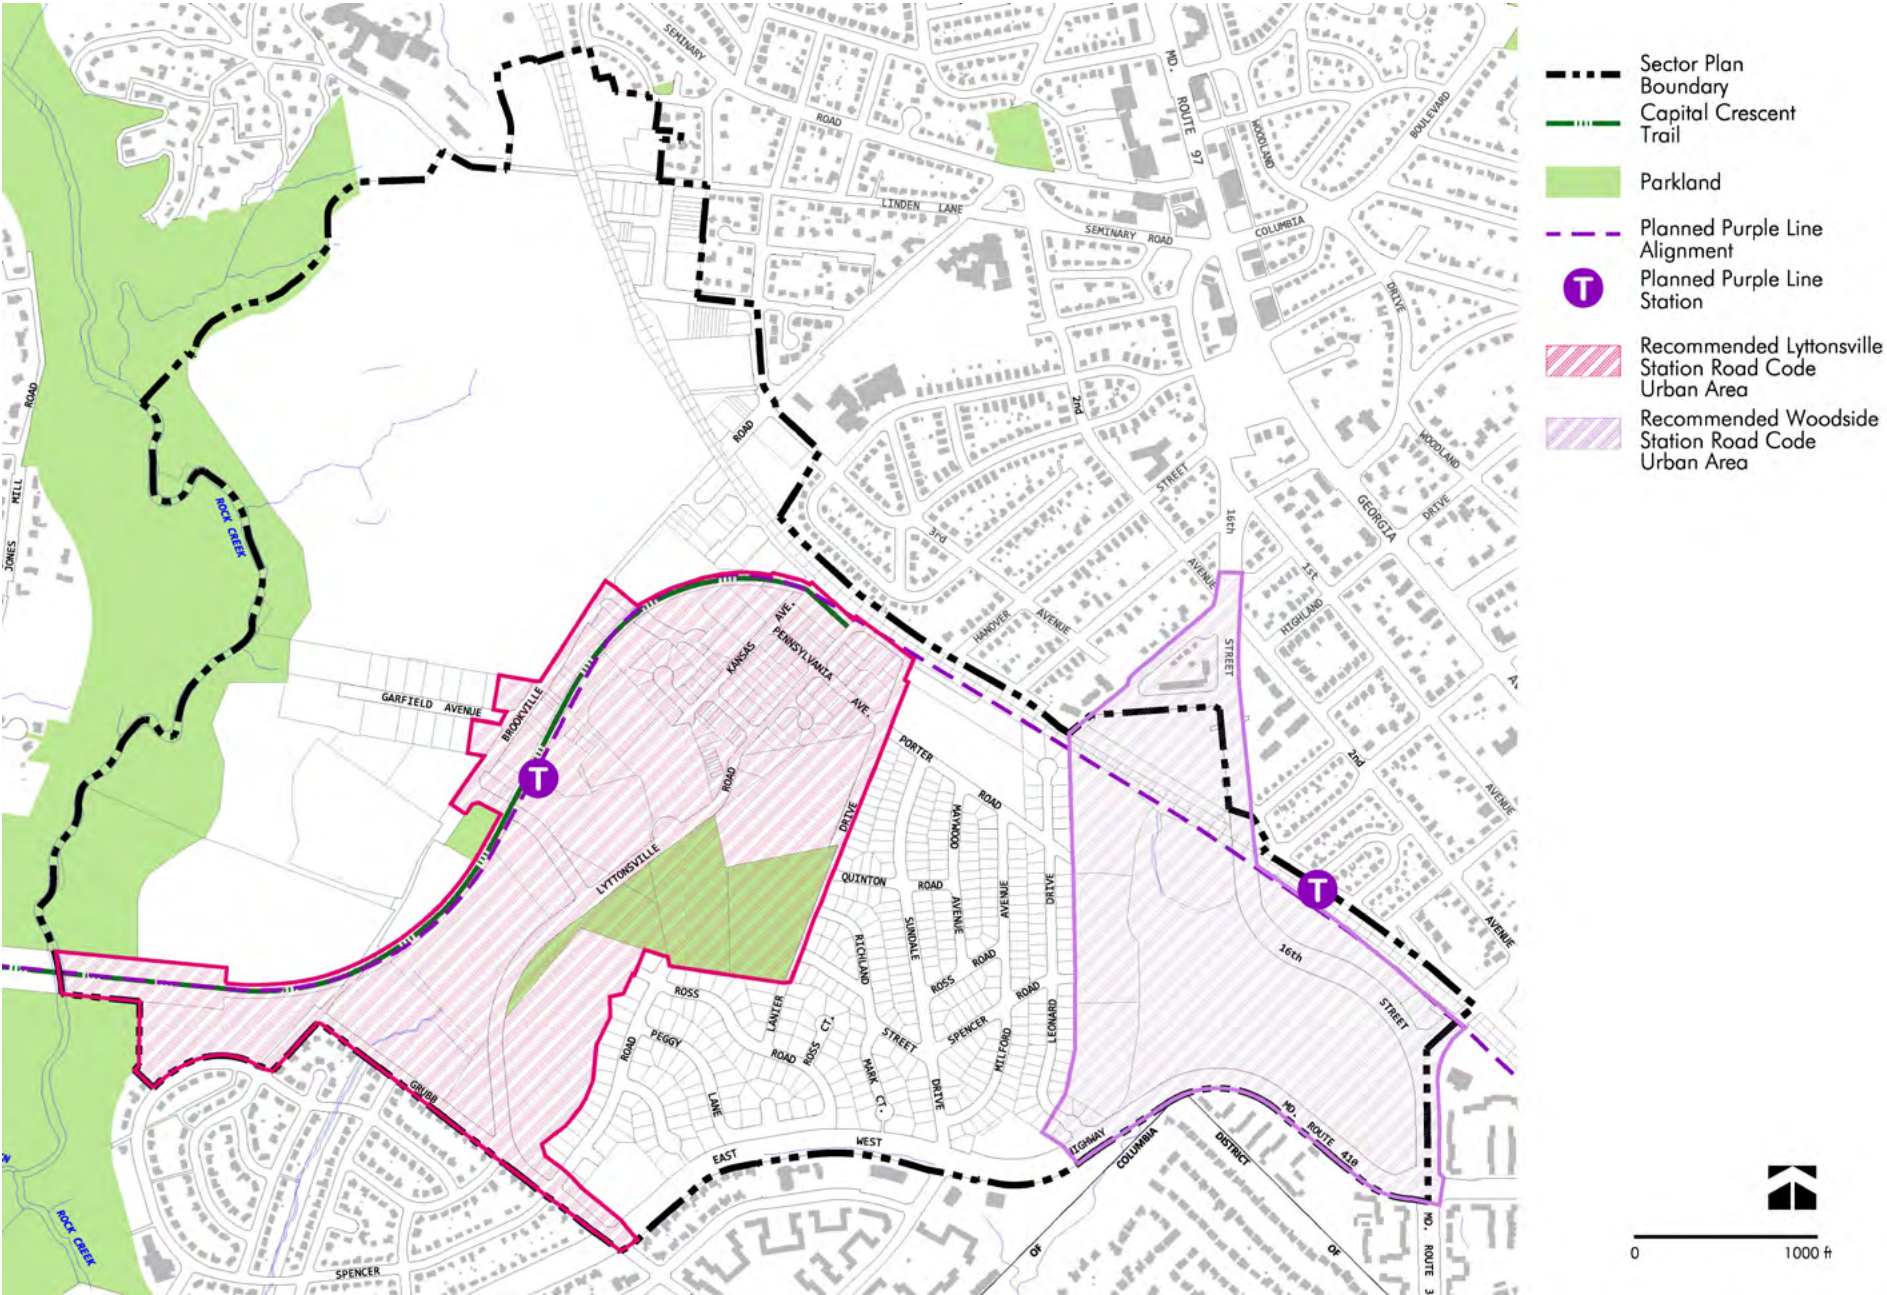 SEMINARY
ROAD
MD.
ROUTE 97
WOODLAND
BOULEVARD
LINDEN LANE
SEMINARY ROAD
COLUMBIA
DRIVE
ROAD
2nd
STREET
ROAD
MILL
JONES
ROCK CREEK
3rd
16th
AVENUE
GEORGIA
WOODLAND
DRIVE
1st
HIGHLAND
HANOVER
AVENUE
STREET
AVE.
KANSAS
PENNSYLVANIA
AVE.
GARFIELD AVENUE
BROOKVILLE
T
ROAD
LYTTONSVILLE
DRIVE
PORTER
ROAD
MAYWOOD
AVENUE
QUINTON
ROAD
AVENUE
DRIVE
SUNDALE
RICHLAND
ROSS
ROAD
ROAD
SPENCER
MILFORD
LEONARD
STREET
DRIVE
ROSS
LANIER
ROAD
ROSS CT.
PEGGY
ROAD
LANE
MARK CT.
2nd
AVENUE
AVENUE
T
16th
STREET
GRUBB
EAST
WEST
HIGHWAY
MD.
ROUTE
410
COLUMBIA
DISTRICT
OF
OF
MD.
ROUTE 3
SPENCER
ROCK CREEK
Sector Plan
Boundary
Capital Crescent
Trail
Parkland
Planned Purple Line
Alignment
T
Planned Purple Line
Station
Recommended Lyttonsville
Station Road Code
Urban Area
Recommended Woodside
Station Road Code
Urban Area
0
1000 ft